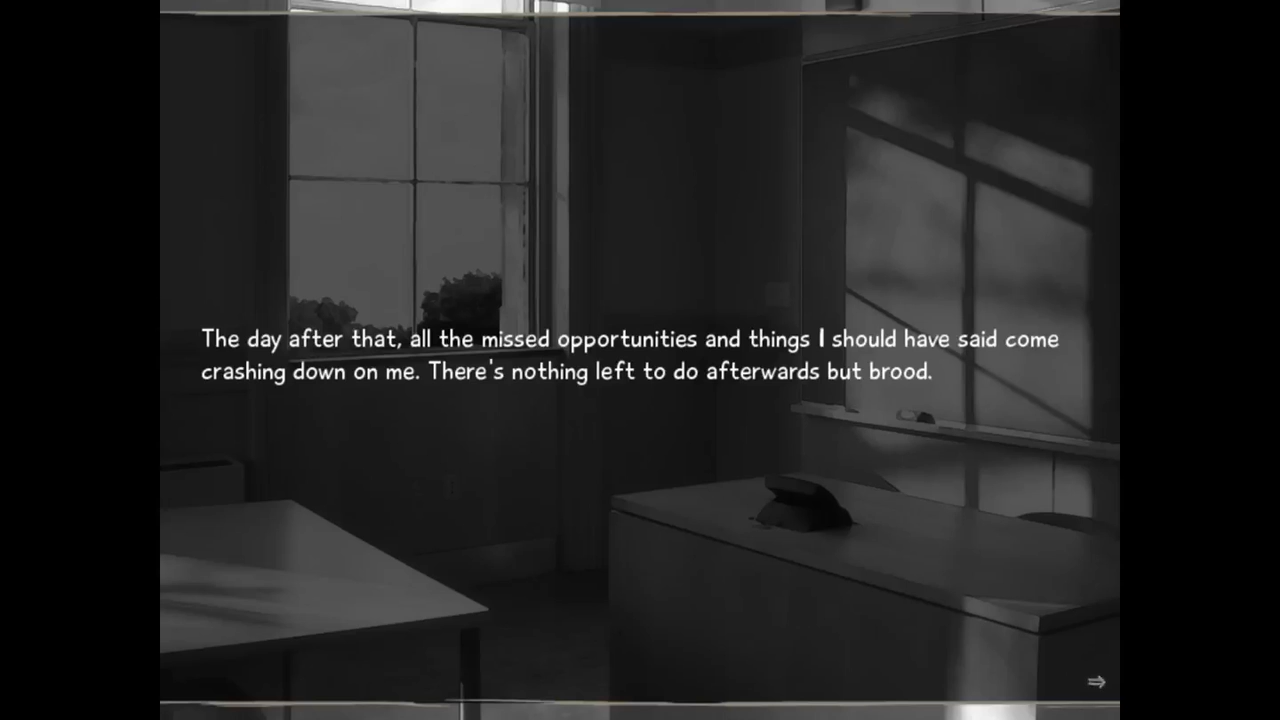 The day after that, all the missed opportunities and things I should have said come
crashing down on me. There's nothing left to do afterwards but brood.